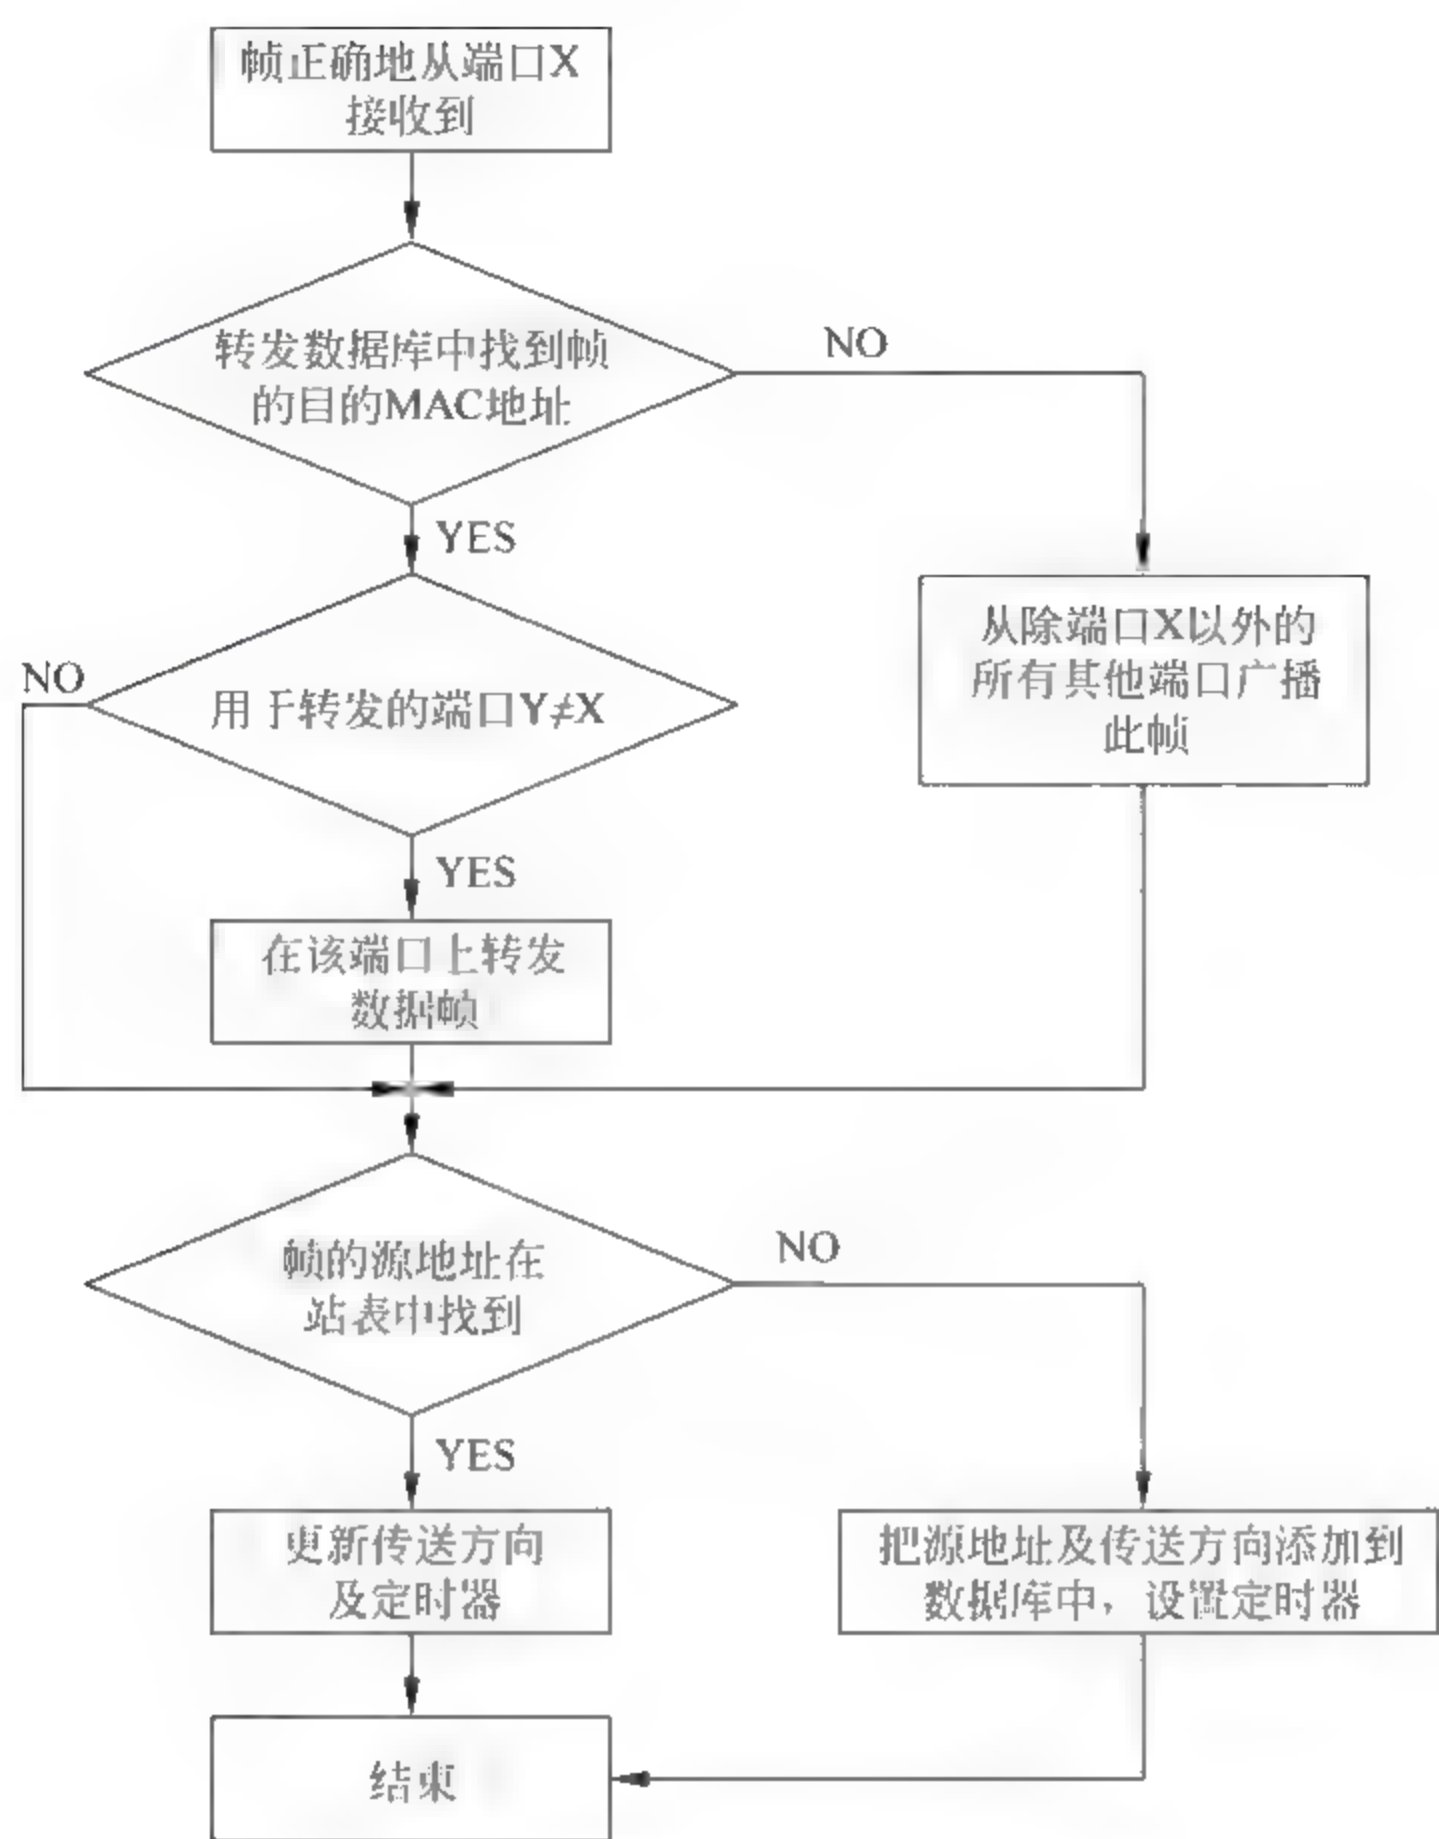 帧正确地从端口X
接收到
转发数据库中找到帧
的目的MAC地址
NO
YES
从除端口X以外的
所有其他端口广播
此帧
NO
用于转发的端口Y≠X
YES
在该端口上转发
数据帧
帧的源地址在
站表中找到
NO
YES
更新传送方向
及定时器
把源地址及传送方向添加到
数据库中，设置定时器
结束